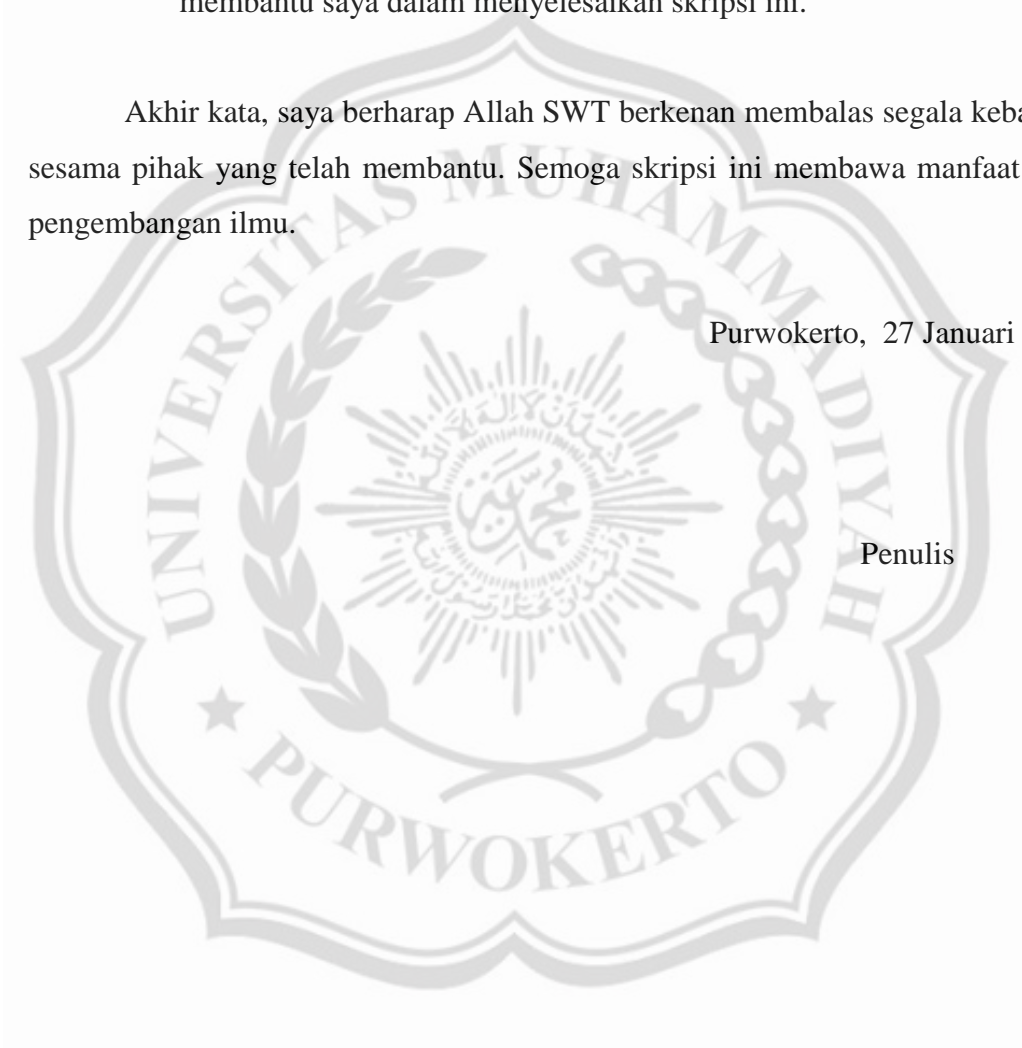 membantu saya dalam menyelesaikan skripsi ini.
Akhir kata, saya berharap Allah SWT berkenan membalas segala keba
sesama pihak yang telah membantu. Semoga skripsi ini membawa manfaat
pengembangan ilmu.
Purwokerto, 27 Januari
Penulis
UNIVERSITAS MUHAMMADIYAH
PURWOKERTO
محمد